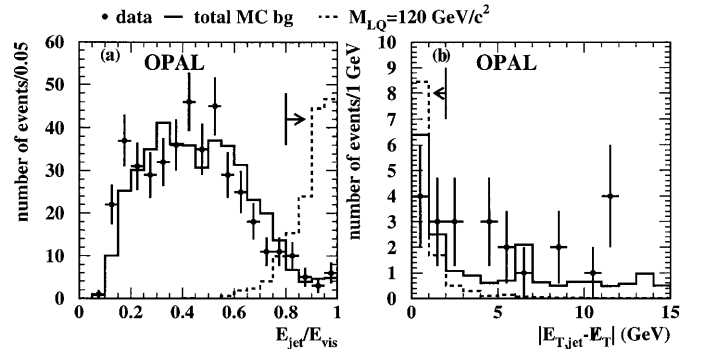 data total MC bg M_LQ=120 GeV/c²
number of events/0.05
60
50
40
30
20
10
0
(a)
OPAL
0 0.2 0.4 0.6 0.8 1
E_jet/E_vis
number of events/1 GeV
10
9
8
7
6
5
4
3
2
1
0
(b)
OPAL
0 5 10 15
|E_T,jet-E̸_T| (GeV)